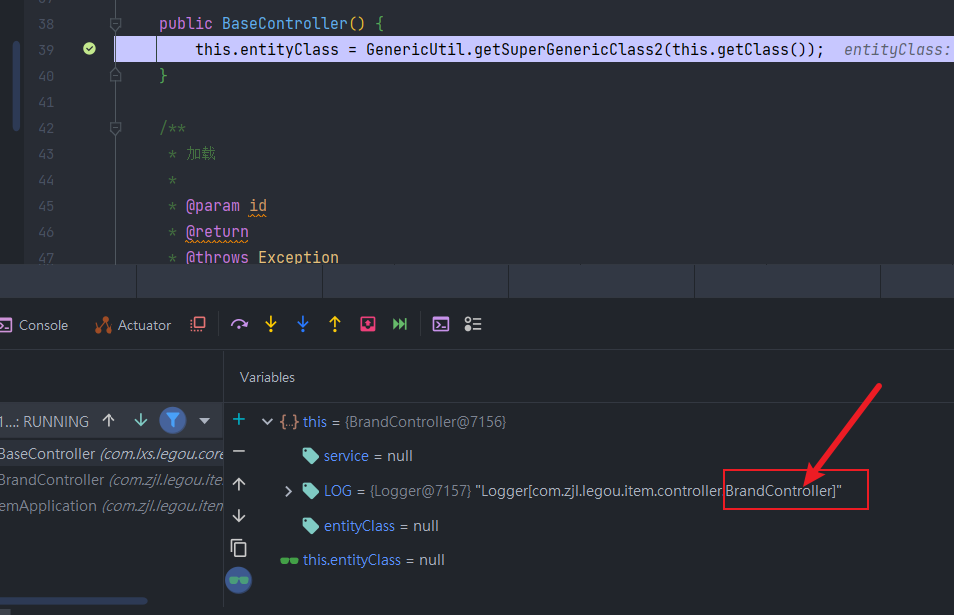 38 public BaseController() {
39 this.entityClass = GenericUtil.getSuperGenericClass2(this.getClass()); entityClass:
40 }
41
42 /**
43 * 加载
44 *
45 * @param id
46 * @return
47 * @throws Exception
Console Actuator
Variables
1...: RUNNING
this = {BrandController@7156}
service = null
BaseController (com.lxs.legou.core
LOG = {Logger@7157} "Logger[com.zjl.legou.item.controller.BrandController]"
BrandController (com.zjl.legou.ite
emApplication (com.zjl.legou.item
entityClass = null
this.entityClass = null